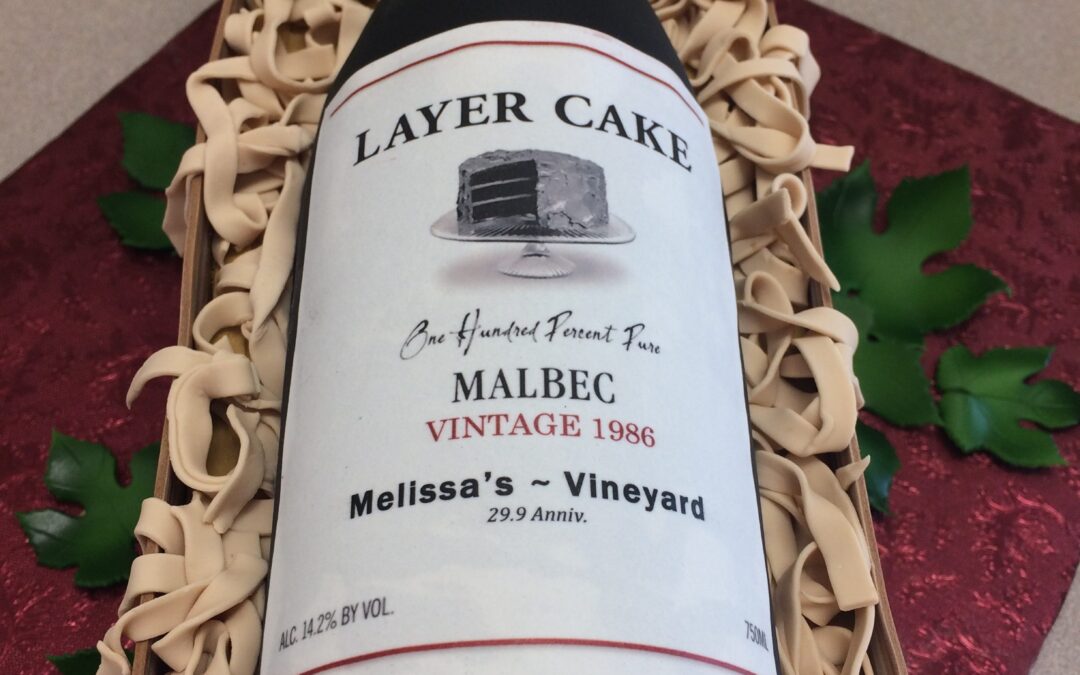 LAYER CAKE
One Hundred Percent Pure
MALBEC
VINTAGE 1986
Melissa's ~ Vineyard
29.9 Anniv.
ALC. 14.2% BY VOL.
750ML